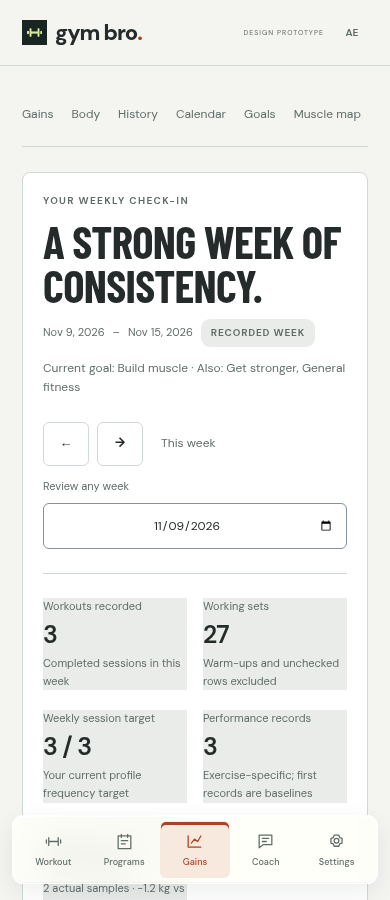 gym bro.
DESIGN PROTOTYPE
AE
Gains Body History Calendar Goals Muscle map
YOUR WEEKLY CHECK-IN
A STRONG WEEK OF
CONSISTENCY.
Nov 9, 2026 – Nov 15, 2026 RECORDED WEEK
Current goal: Build muscle · Also: Get stronger, General
fitness
← → This week
Review any week
11/09/2026
Workouts recorded
3
Completed sessions in this
week
Working sets
27
Warm-ups and unchecked
rows excluded
Weekly session target
3 / 3
Your current profile
frequency target
Performance records
3
Exercise-specific; first
records are baselines
2 actual samples · -1.2 kg vs
Workout Programs Gains Coach Settings